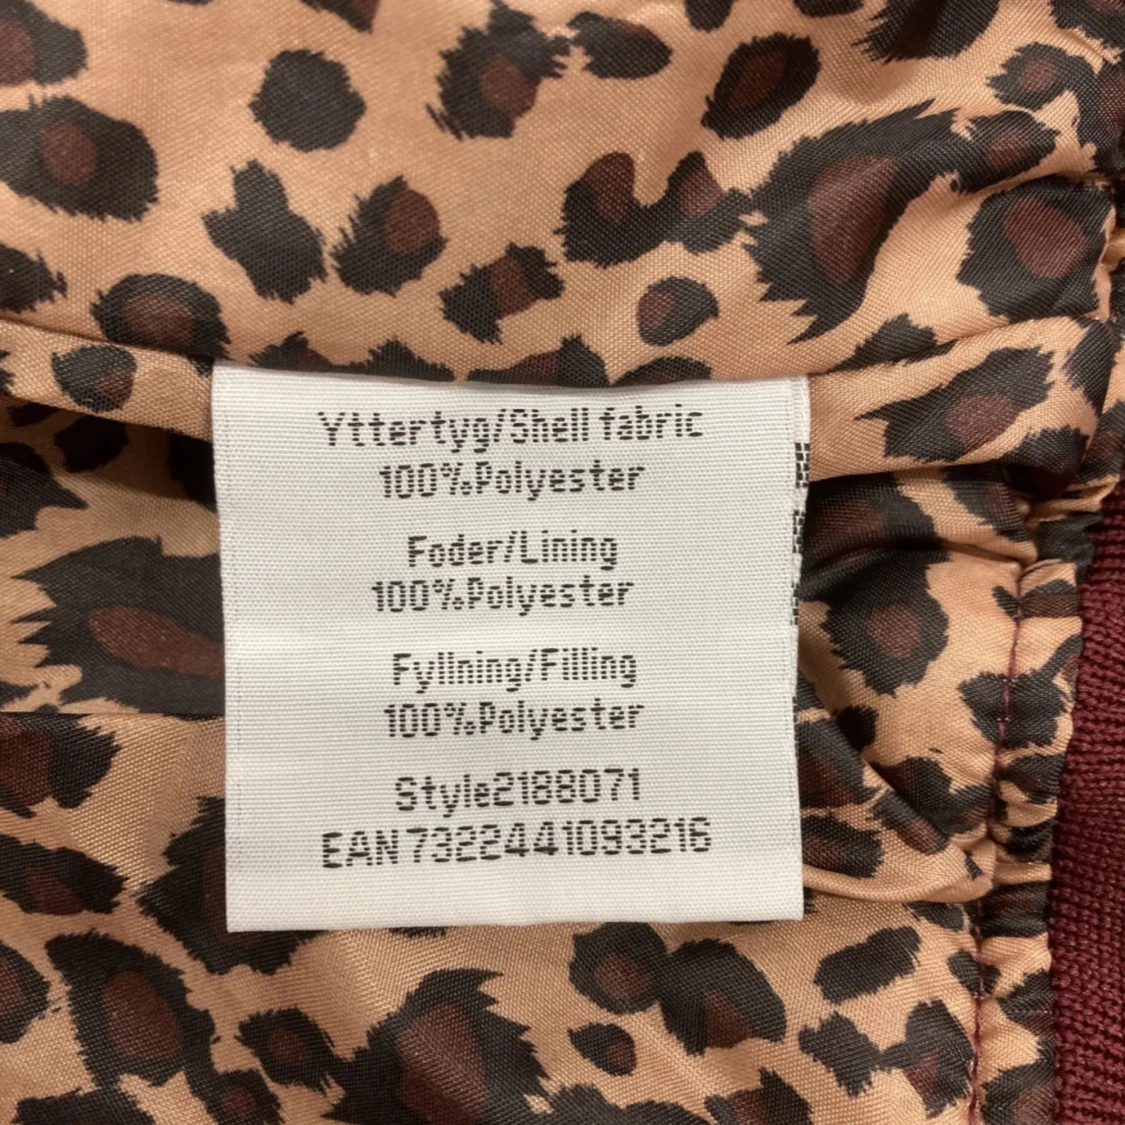 Yttertyg/Shell fabric
100%Polyester
Foder/Lining
100%Polyester
Fyllning/Filling
100%Polyester
Style2188071
EAN7322441093216